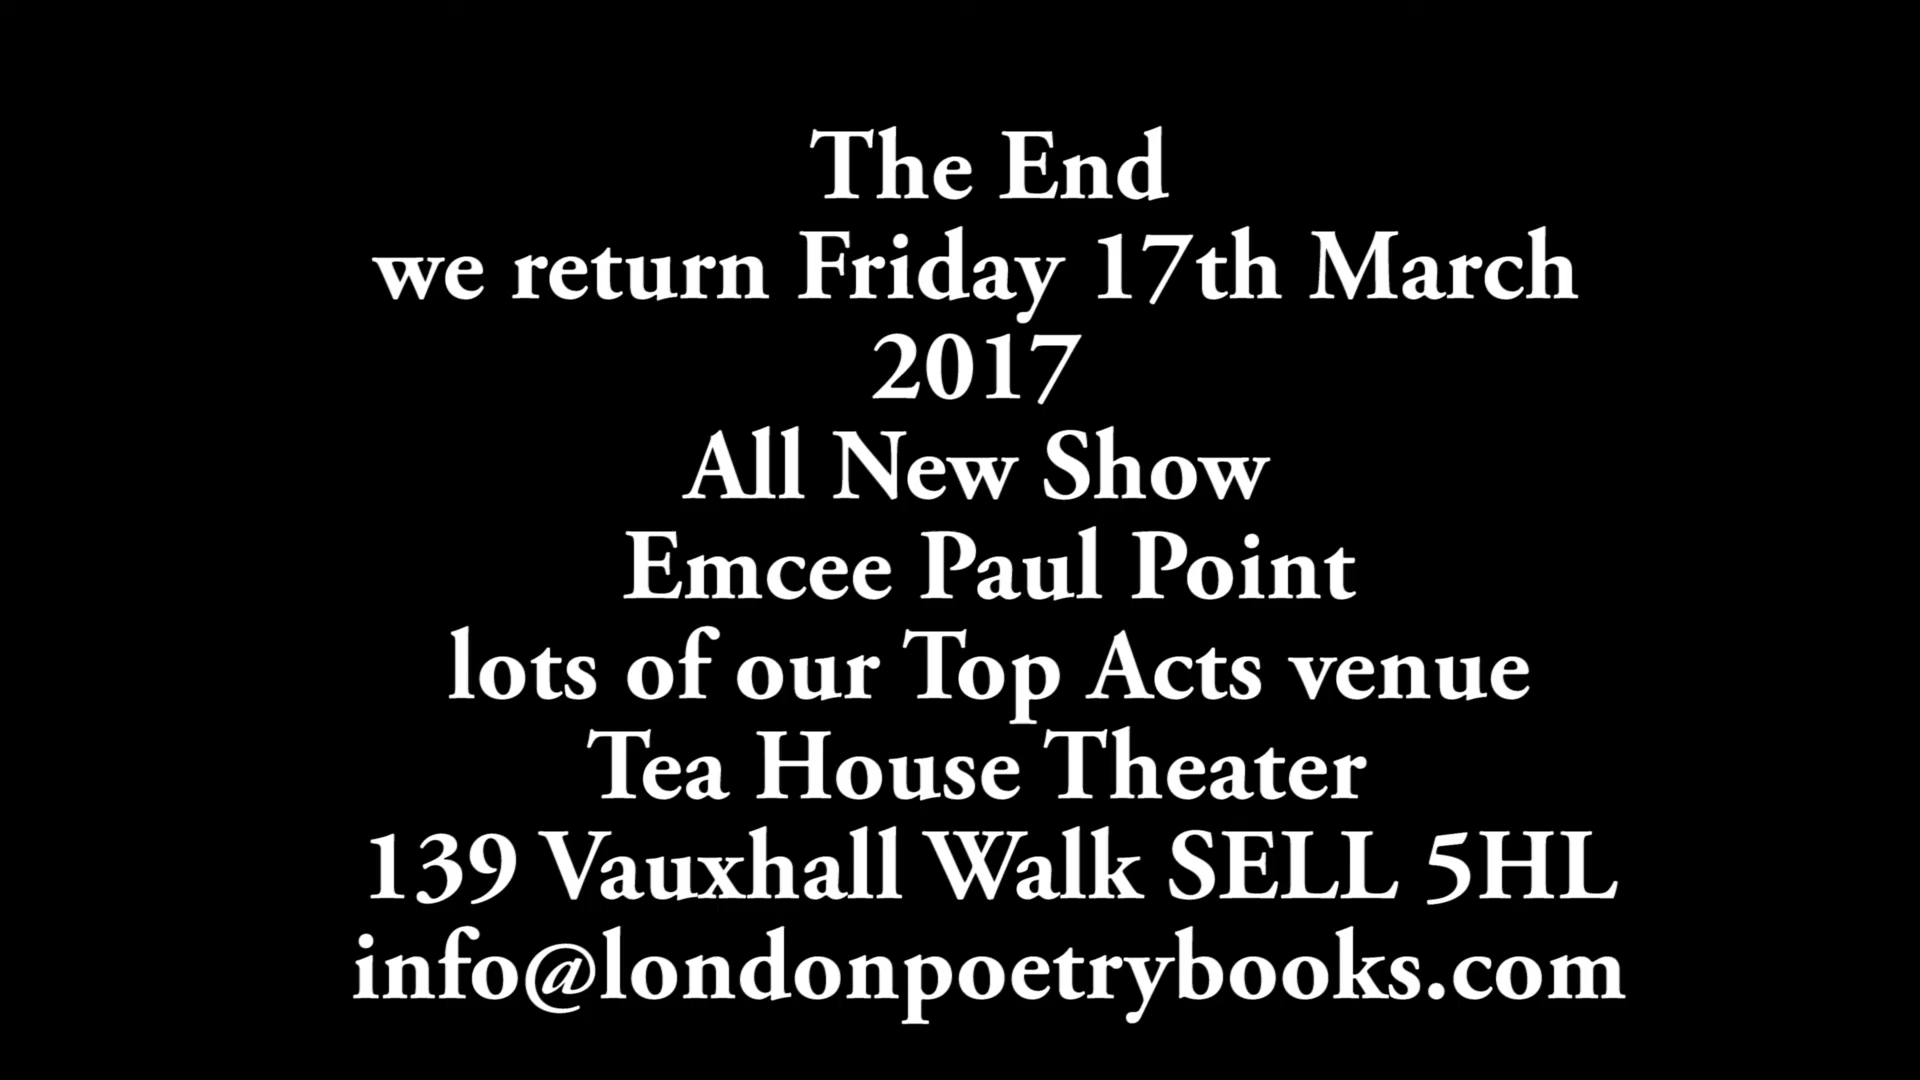 The End
we return Friday 17th March
2017
All New Show
Emcee Paul Point
lots of our Top Acts venue
Tea House Theater
139 Vauxhall Walk SELL 5HL
info@londonpoetrybooks.com